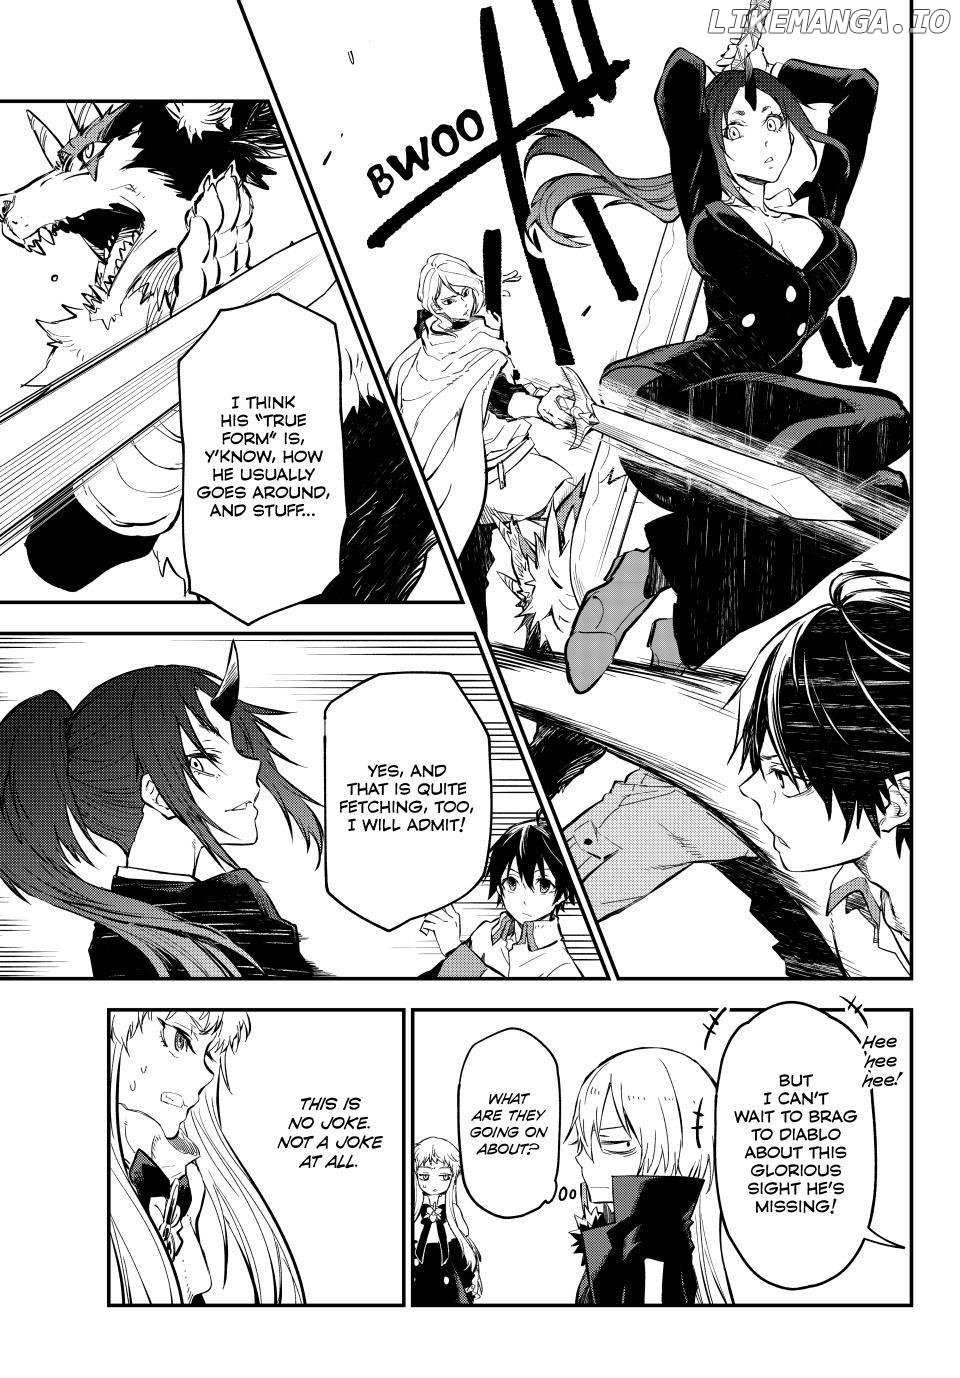 LIKEMANGA.IO
BWOO
I THINK
HIS "TRUE
FORM" IS,
Y'KNOW, HOW
HE USUALLY
GOES AROUND,
AND STUFF...
YES, AND
THAT IS QUITE
FETCHING, TOO,
I WILL ADMIT!
Hee
hee
hee!
BUT
I CAN'T
WAIT TO BRAG
TO DIABLO
ABOUT THIS
GLORIOUS
SIGHT HE'S
MISSING!
WHAT
ARE THEY
GOING ON
ABOUT?
THIS IS
NO JOKE.
NOT A JOKE
AT ALL.